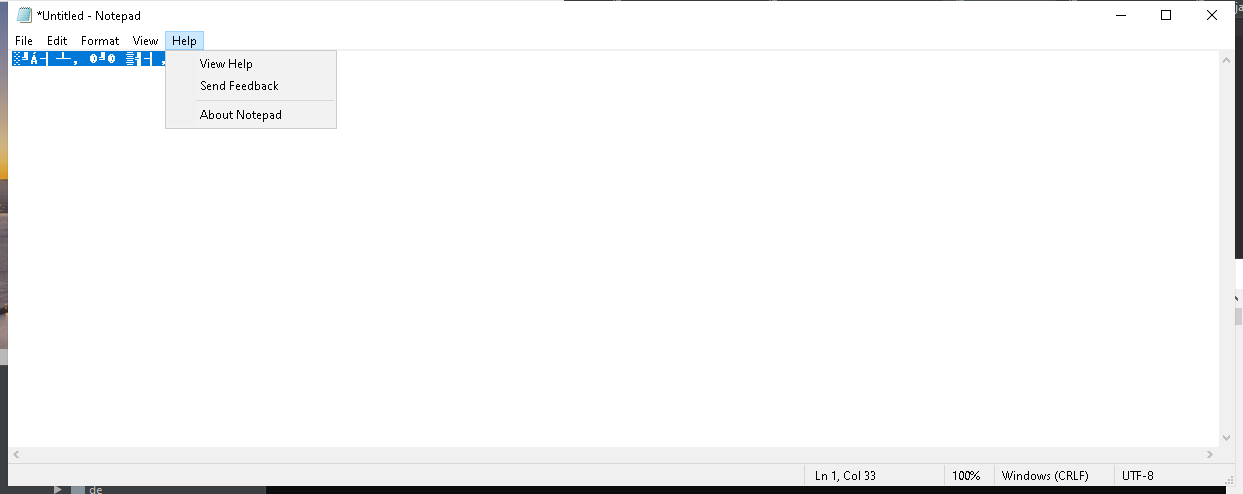 *Untitled - Notepad
File Edit Format View Help
View Help
Send Feedback
About Notepad
Ln 1, Col 33 100% Windows (CRLF) UTF-8
de